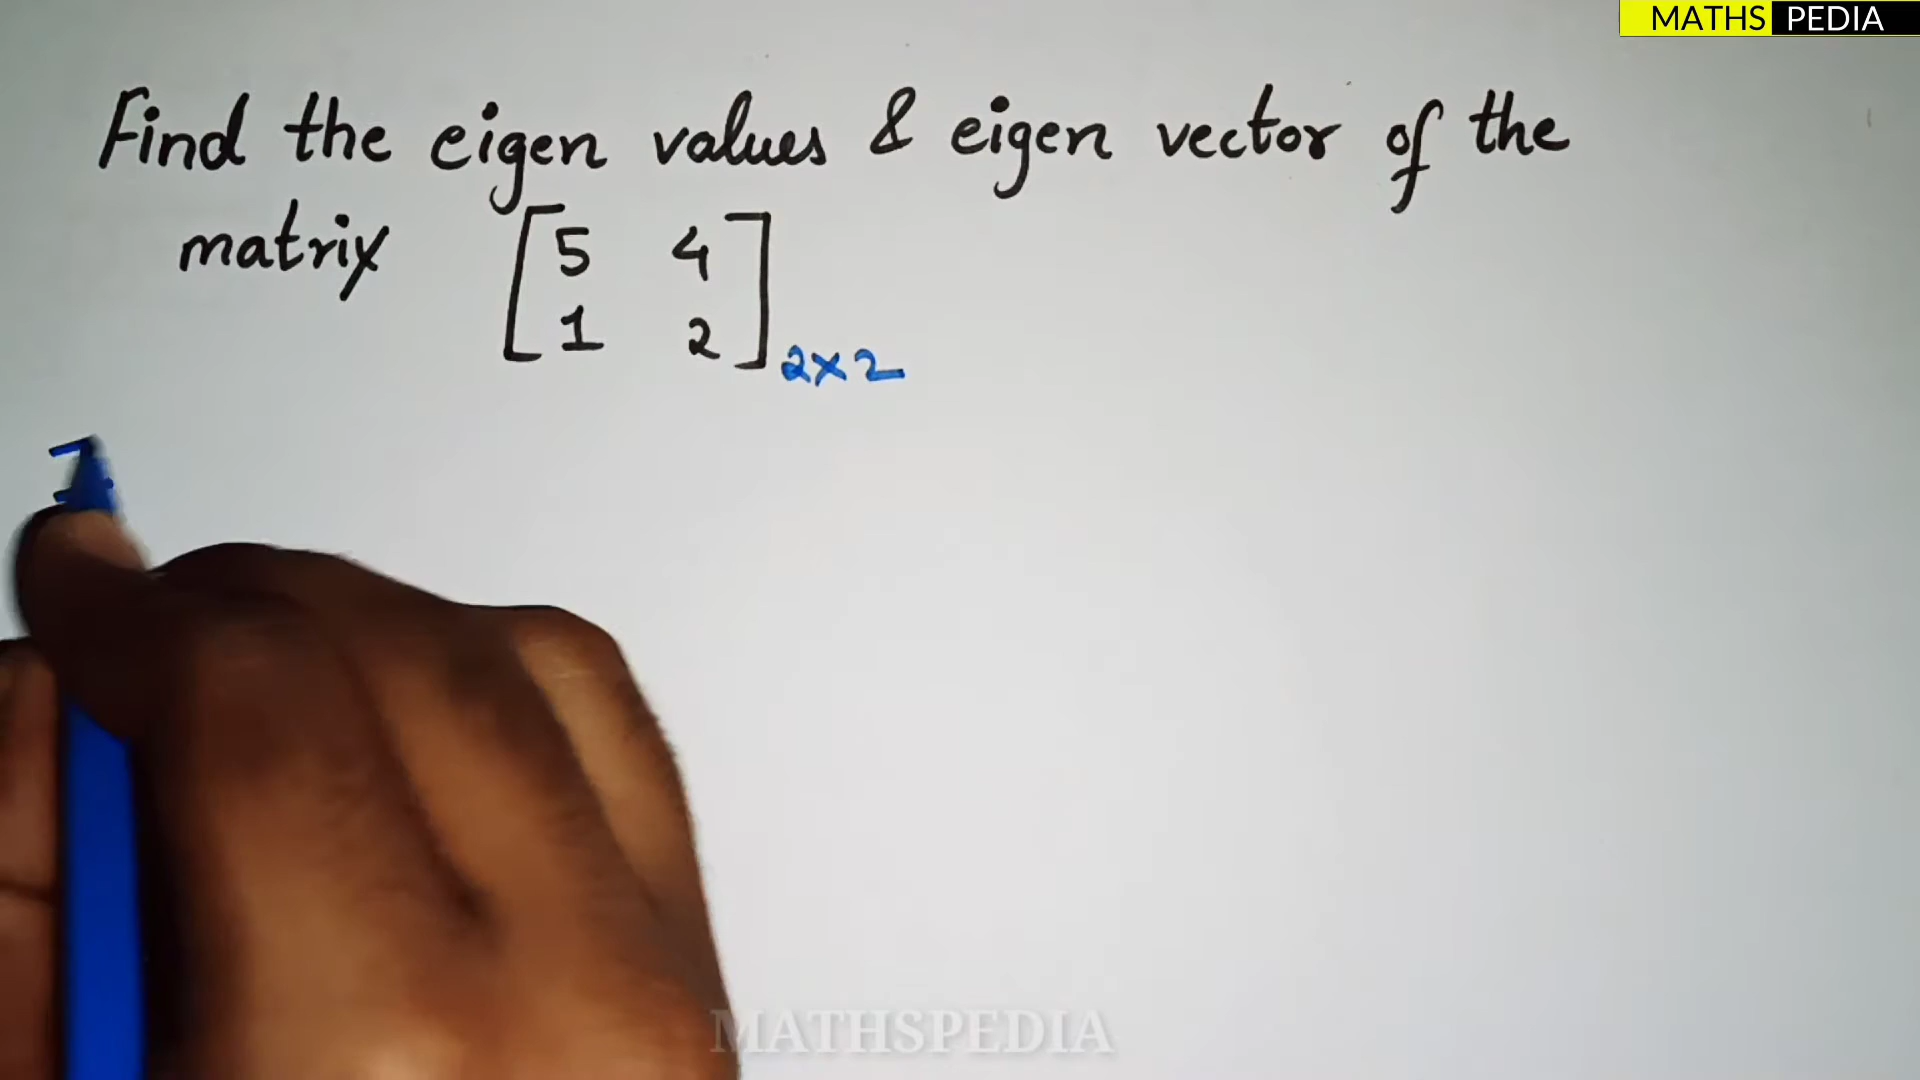 MATHS PEDIA
Find the eigen values & eigen vector of the
matrix [ 5 4 ]
1 2 2×2
MATHSPEDIA